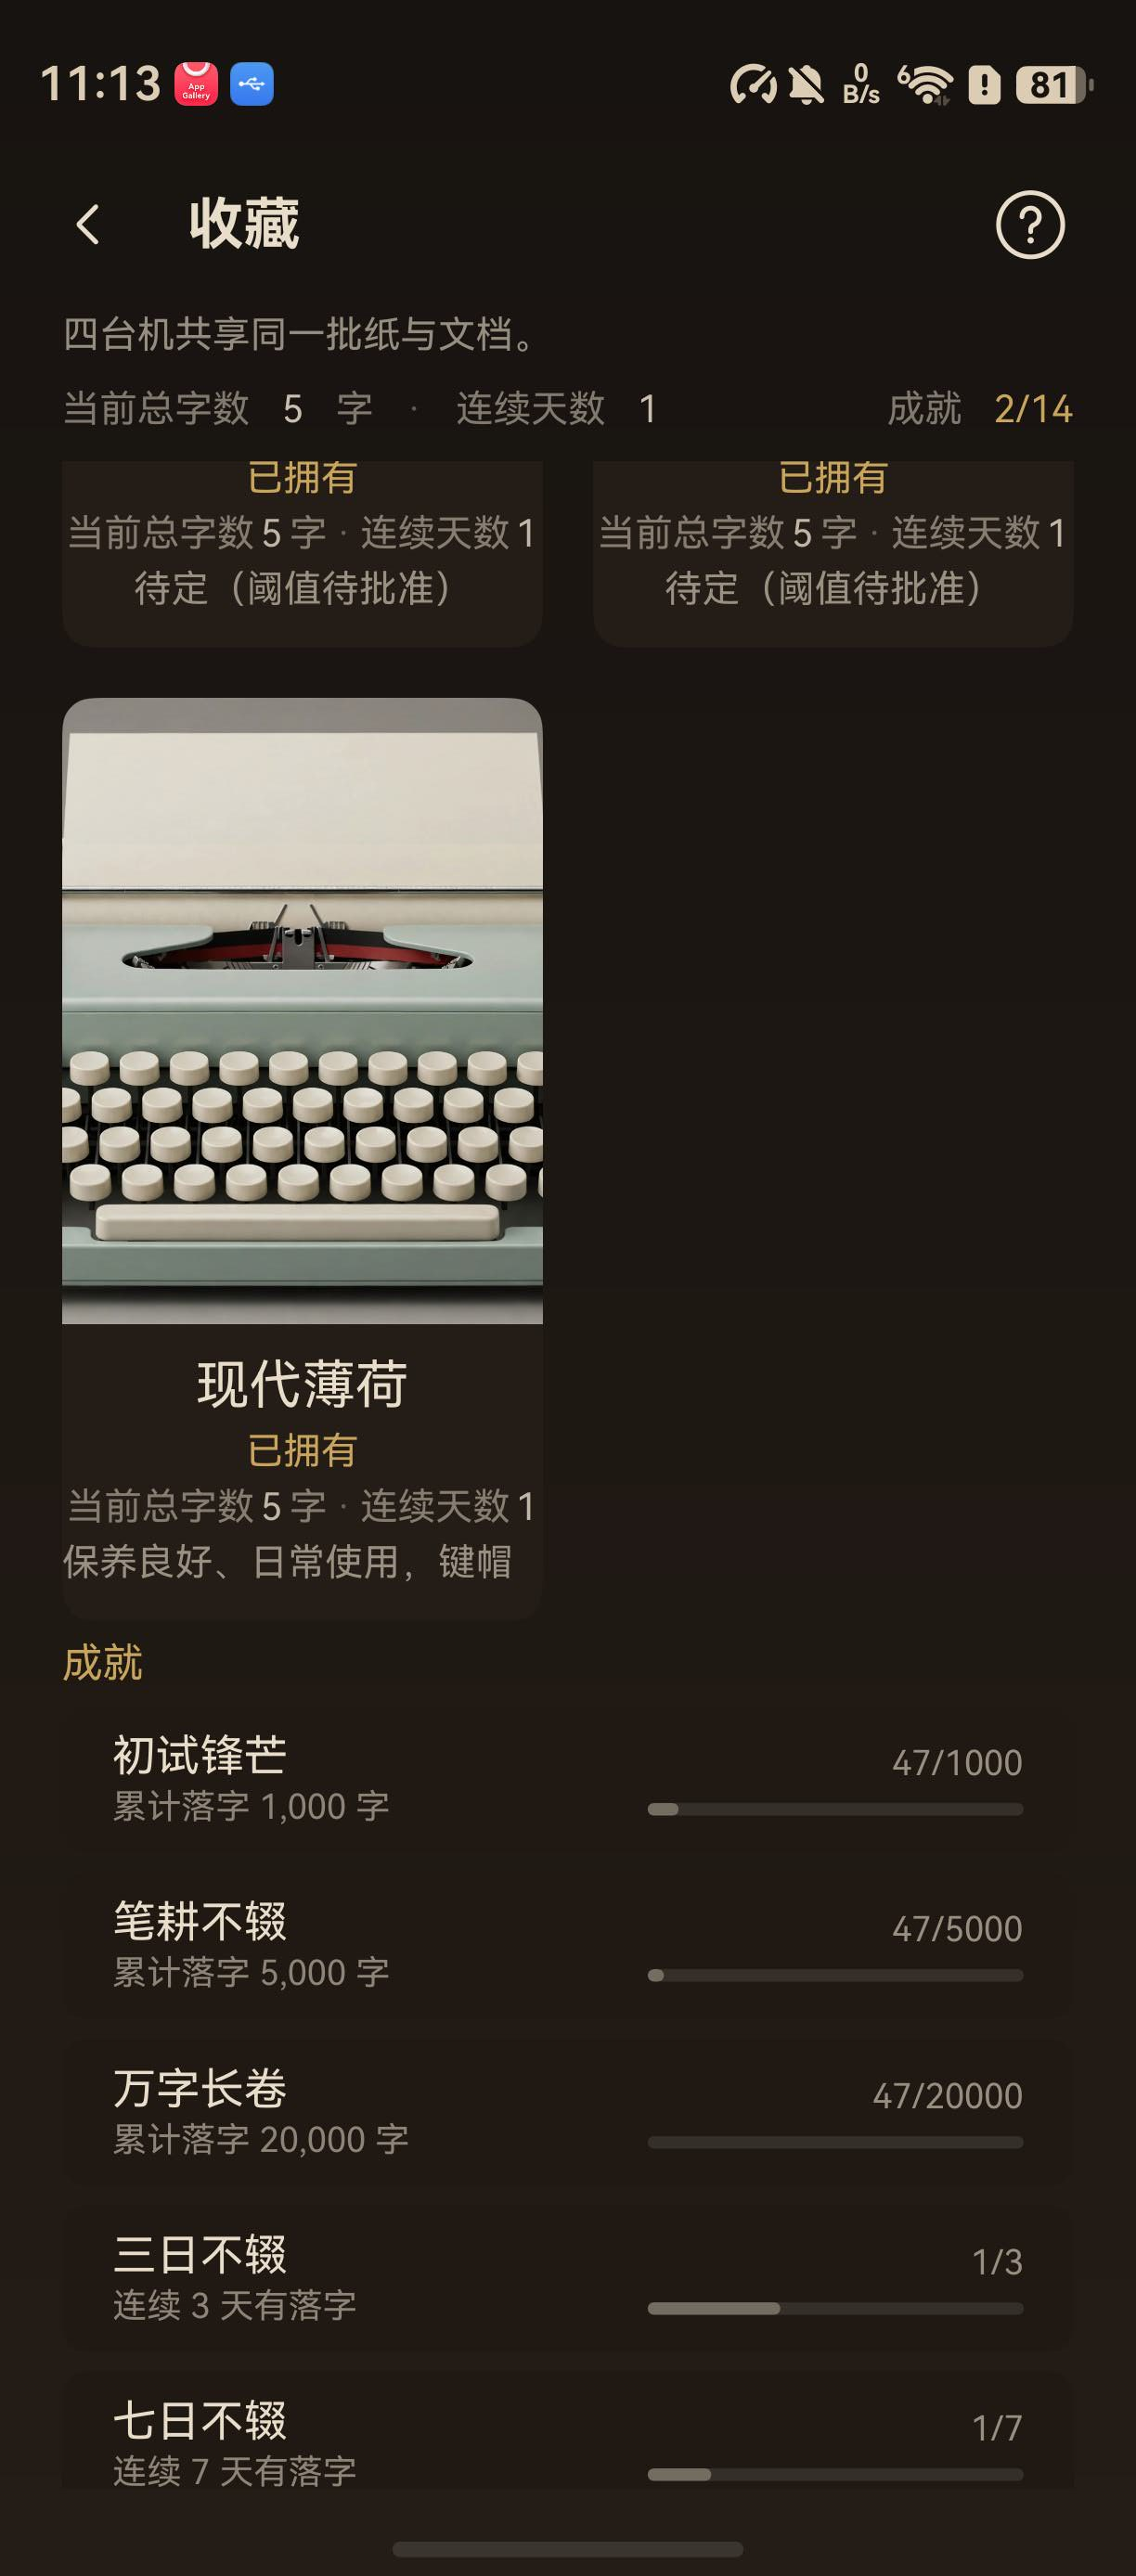 11:13
App
Gallery
0
B/s
6
81
收藏
?
四台机共享同一批纸与文档。
当前总字数 5 字 · 连续天数 1 成就 2/14
已拥有 已拥有
当前总字数 5 字 · 连续天数 1 当前总字数 5 字 · 连续天数 1
待定（阈值待批准） 待定（阈值待批准）
现代薄荷
已拥有
当前总字数 5 字 · 连续天数 1
保养良好、日常使用，键帽
成就
初试锋芒 47/1000
累计落字 1,000 字
笔耕不辍 47/5000
累计落字 5,000 字
万字长卷 47/20000
累计落字 20,000 字
三日不辍 1/3
连续 3 天有落字
七日不辍 1/7
连续 7 天有落字